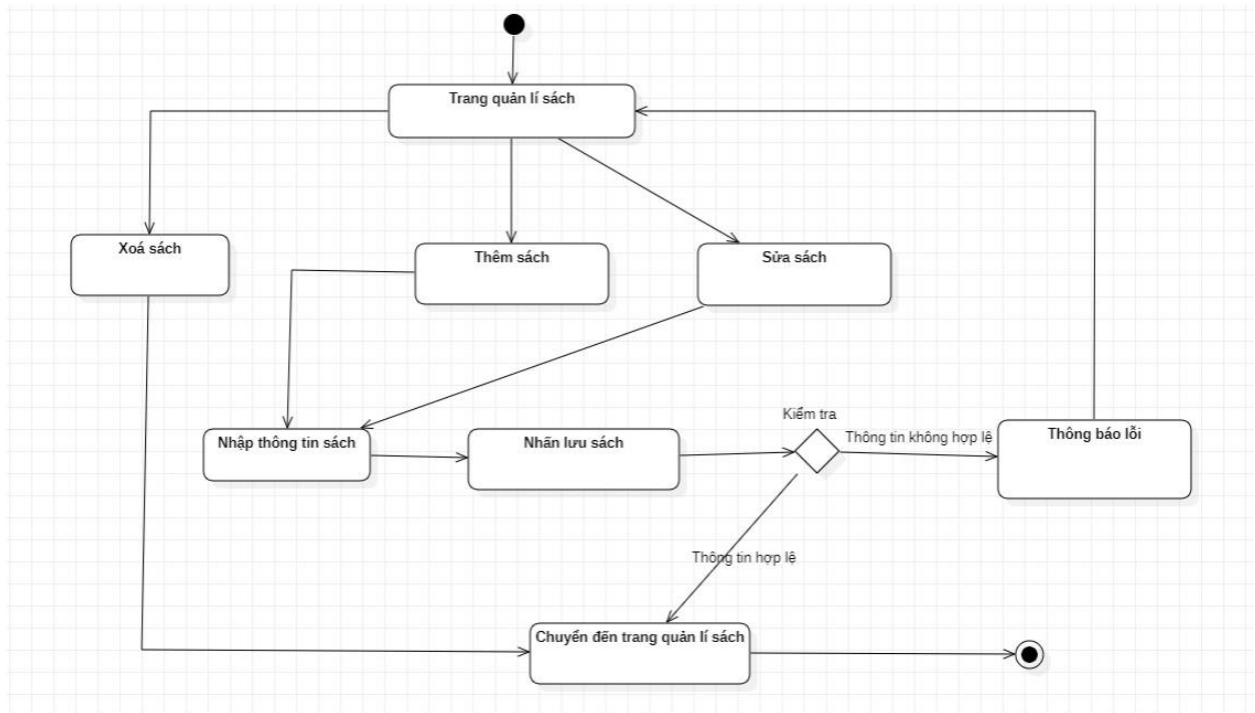 Trang quản lí sách
Xoá sách
Thêm sách
Sửa sách
Kiểm tra
Nhập thông tin sách
Nhấn lưu sách
Thông tin không hợp lệ
Thông báo lỗi
Thông tin hợp lệ
Chuyển đến trang quản lí sách